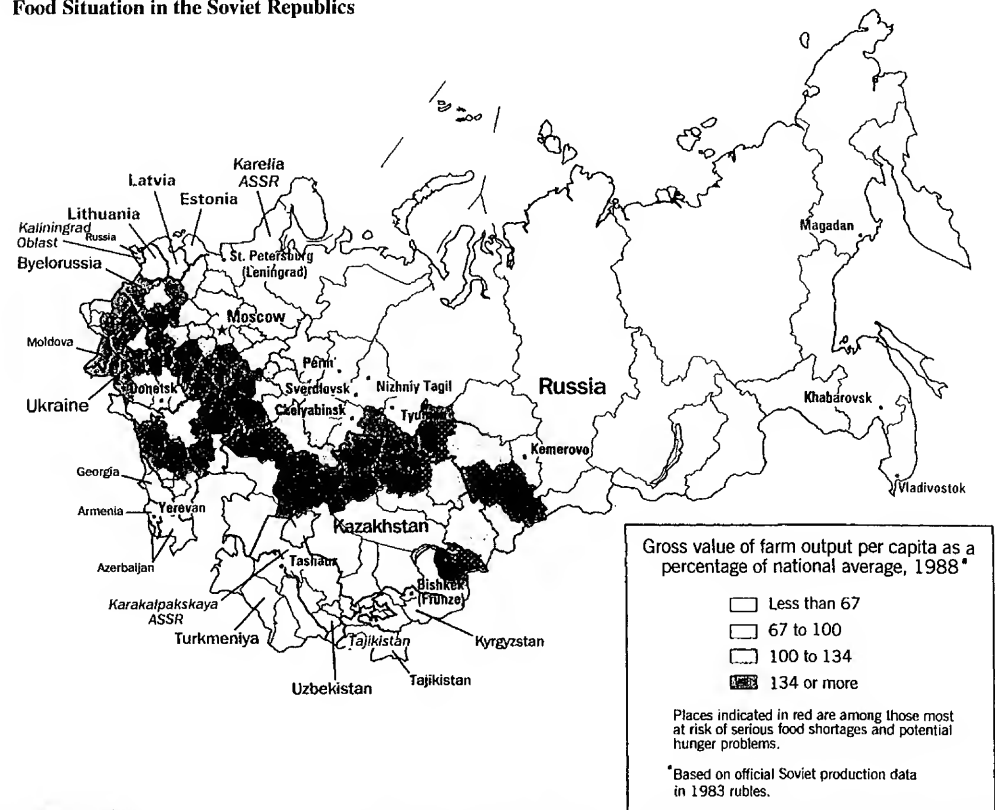 Food Situation in the Soviet Republics
Karelia
ASSR
Latvia
Estonia
Lithuania
Kaliningrad
Oblast
Russia
Byelorussia
St. Petersburg
(Leningrad)
Magadan
Moscow
Moldova
Perm'
Nizhniy Tagil
Russia
Donetsk
Sverdlovsk
Ukraine
Chelyabinsk
Khabarovsk
Kemerovo
Georgia
Vladivostok
Armenia
Yerevan
Kazakhstan
Azerbaijan
Bishkek
(Frunze)
Karakalpakskaya
ASSR
Turkmeniya
Tajikistan
Kyrgyzstan
Tajikistan
Uzbekistan
Gross value of farm output per capita as a
percentage of national average, 1988*
Less than 67
67 to 100
100 to 134
134 or more
Places indicated in red are among those most
at risk of serious food shortages and potential
hunger problems.
*Based on official Soviet production data
in 1983 rubles.